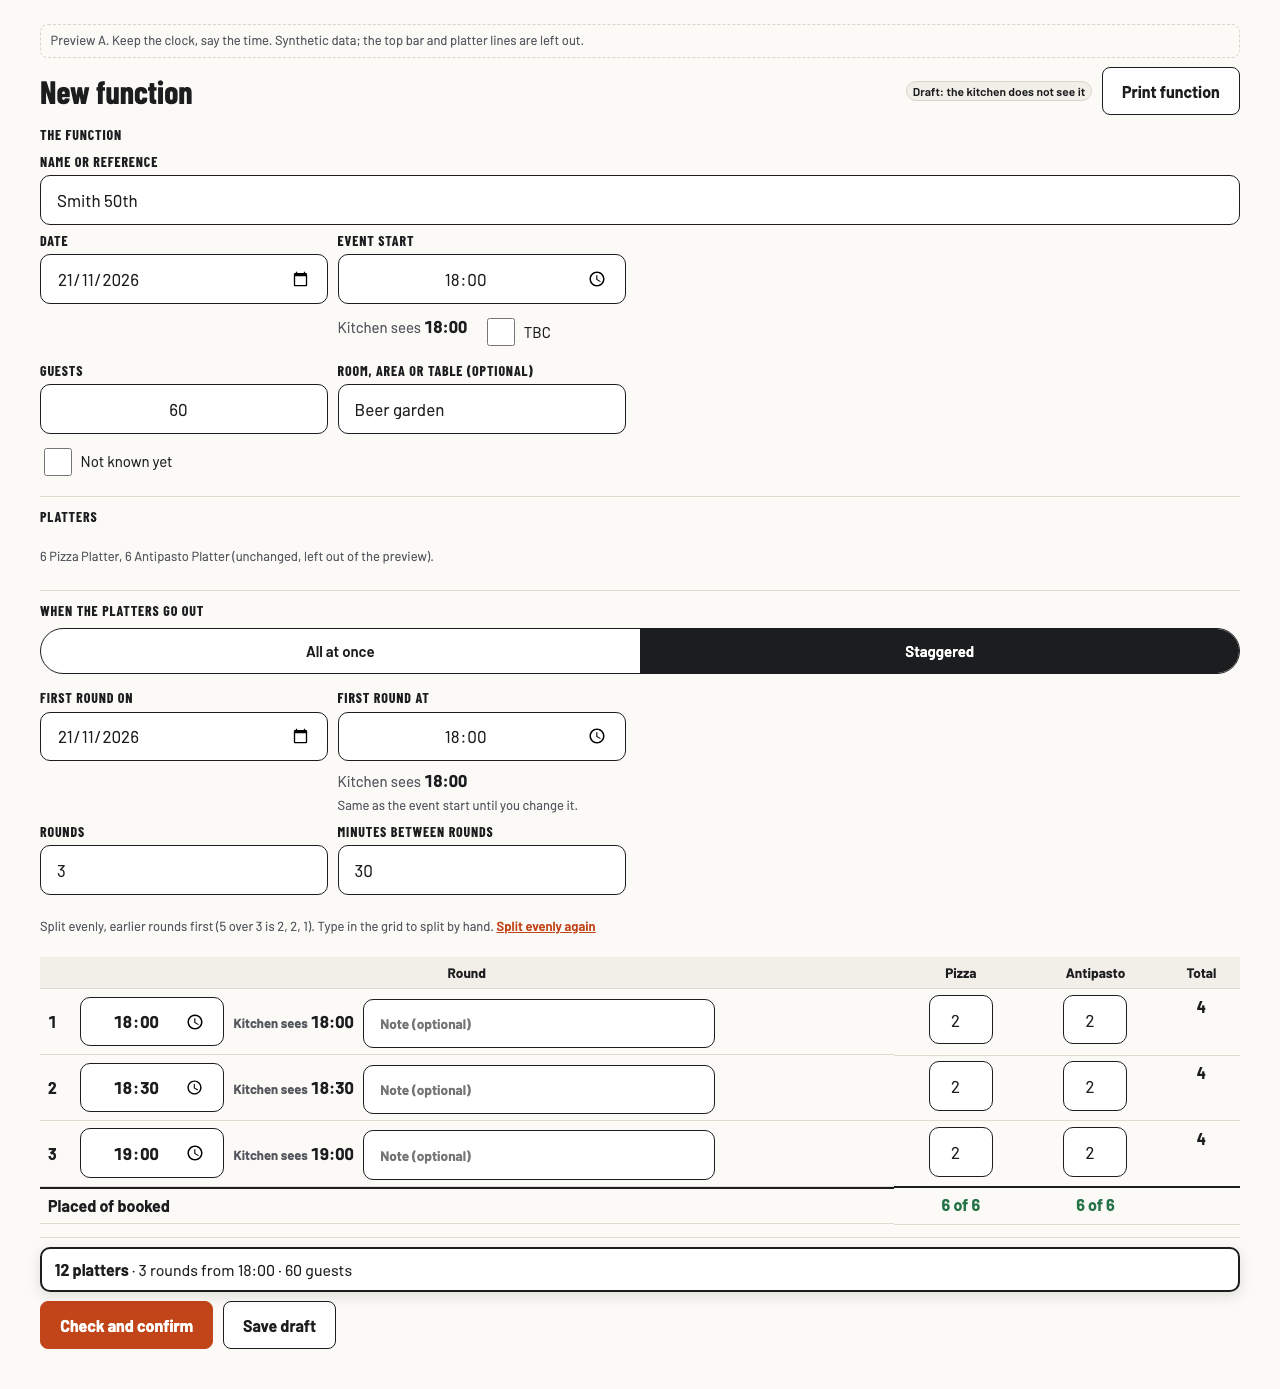 Preview A. Keep the clock, say the time. Synthetic data; the top bar and platter lines are left out.
New function
Draft: the kitchen does not see it
Print function
THE FUNCTION
NAME OR REFERENCE
Smith 50th
DATE
EVENT START
21/11/2026
18:00
Kitchen sees 18:00
TBC
GUESTS
ROOM, AREA OR TABLE (OPTIONAL)
60
Beer garden
Not known yet
PLATTERS
6 Pizza Platter, 6 Antipasto Platter (unchanged, left out of the preview).
WHEN THE PLATTERS GO OUT
All at once
Staggered
FIRST ROUND ON
FIRST ROUND AT
21/11/2026
18:00
Kitchen sees 18:00
Same as the event start until you change it.
ROUNDS
MINUTES BETWEEN ROUNDS
3
30
Split evenly, earlier rounds first (5 over 3 is 2, 2, 1). Type in the grid to split by hand. Split evenly again
Round Pizza Antipasto Total
1 18:00 Kitchen sees 18:00 Note (optional) 2 2 4
2 18:30 Kitchen sees 18:30 Note (optional) 2 2 4
3 19:00 Kitchen sees 19:00 Note (optional) 2 2 4
Placed of booked 6 of 6 6 of 6
12 platters · 3 rounds from 18:00 · 60 guests
Check and confirm
Save draft